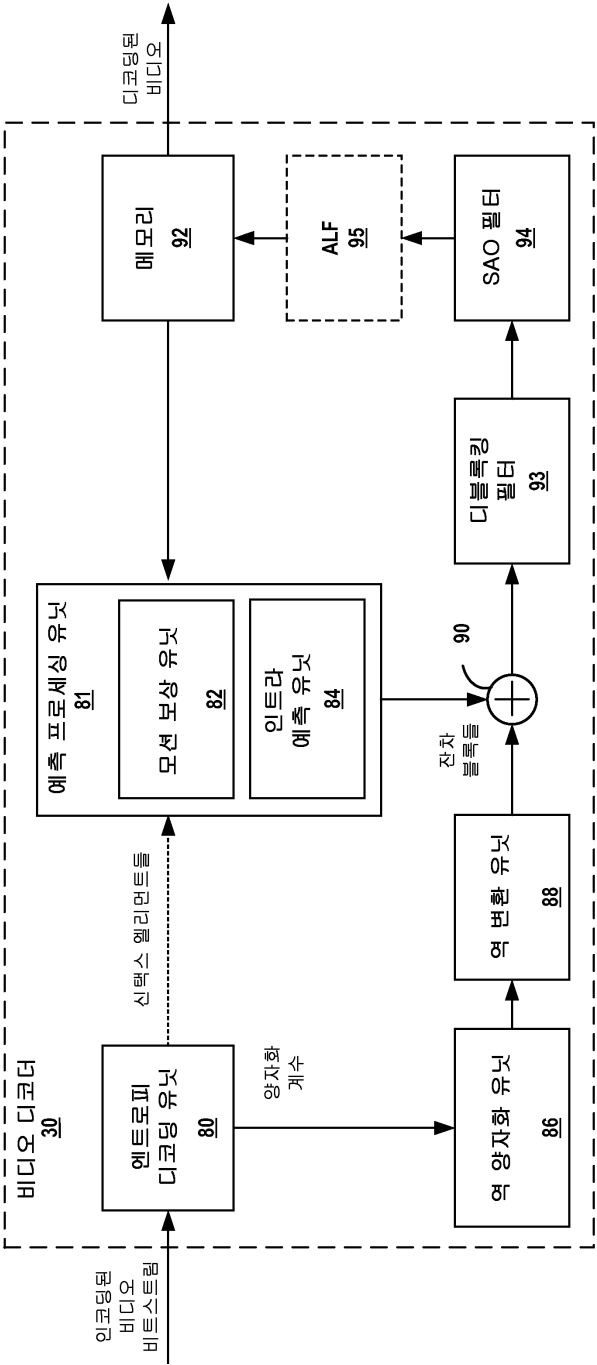 비디오 디코더
30
인코딩된
비디오
비트스트림
엔트로피
디코딩 유닛
80
신택스 엘리먼트들
양자화
계수
예측 프로세싱 유닛
81
모션 보상 유닛
82
인트라
예측 유닛
84
역 양자화 유닛
86
역 변환 유닛
88
잔차
블록들
90
디블록킹
필터
93
SAO 필터
94
ALF
95
메모리
92
디코딩된
비디오